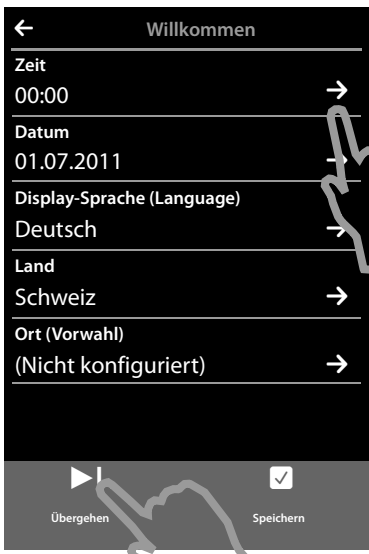 Willkommen
Zeit
00:00
Datum
01.07.2011
Display-Sprache (Language)
Deutsch
Land
Schweiz
Ort (Vorwahl)
(Nicht konfiguriert)
Übergehen Speichern